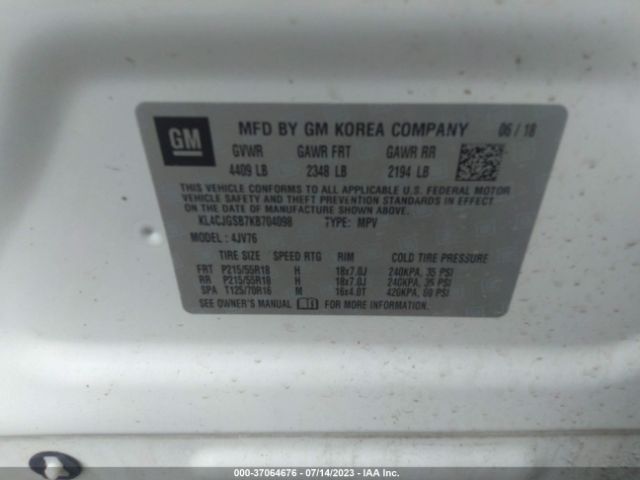 GM
MFD BY GM KOREA COMPANY 06 / 18
GVWR GAWR FRT GAWR RR
4409 LB 2348 LB 2194 LB
THIS VEHICLE CONFORMS TO ALL APPLICABLE U.S. FEDERAL MOTOR
VEHICLE SAFETY AND THEFT PREVENTION STANDARDS IN EFFECT
ON THE DATE OF MANUFACTURE SHOWN ABOVE.
KL4CJGSB7KB704098 TYPE: MPV
MODEL : 4JV76
TIRE SIZE SPEED RTG RIM COLD TIRE PRESSURE
FRT P215/55R18 H 18x7.0J 240KPA, 35 PSI
RR P215/55R18 H 18x7.0J 240KPA, 35 PSI
SPA T125/70R16 M 16x4.0T 420KPA, 60 PSI
SEE OWNER'S MANUAL FOR MORE INFORMATION.
000-37064676 / 07/14/2023 - IAA Inc.